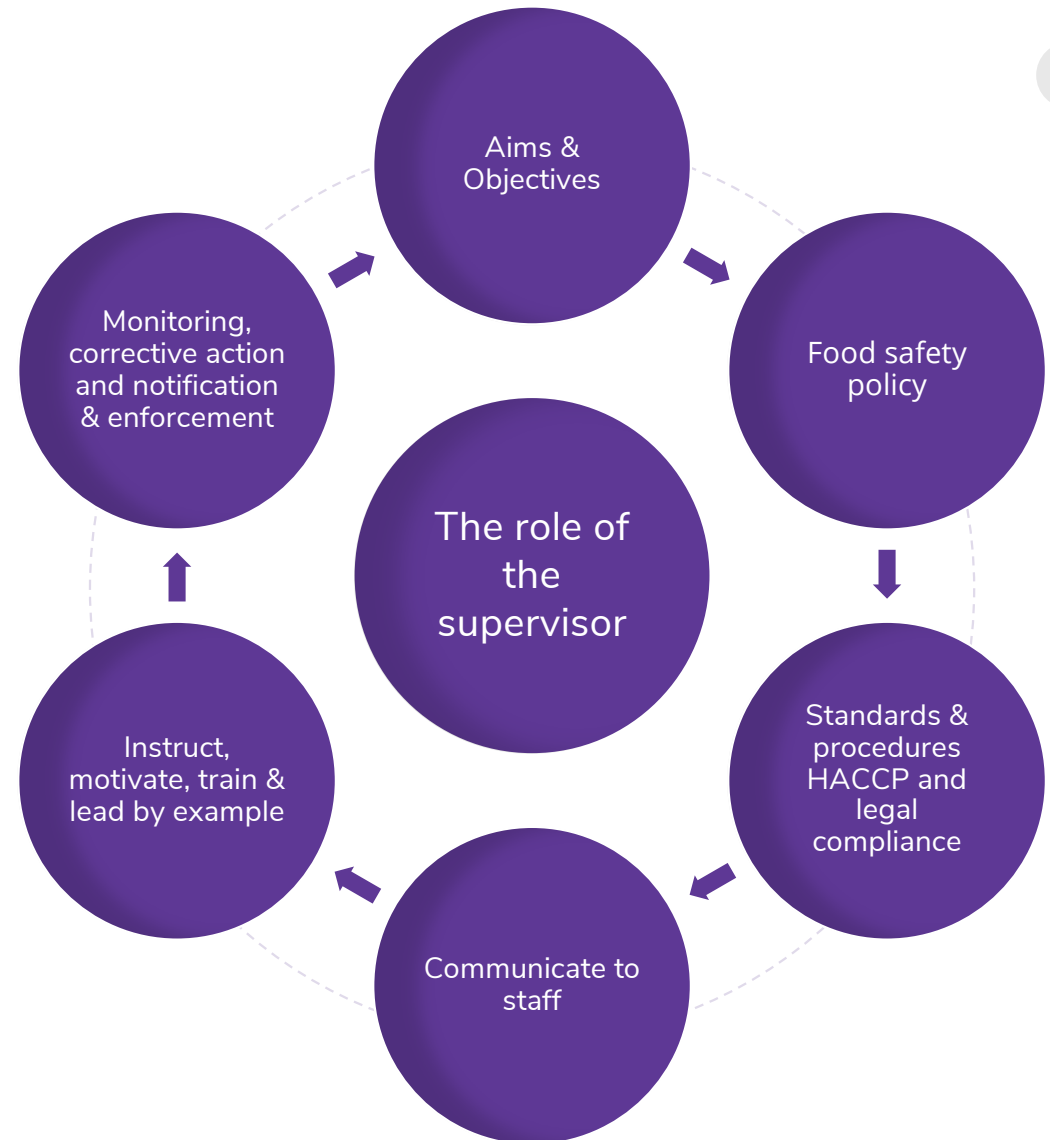 Aims &
Objectives
Food safety
policy
Standards &
procedures
HACCP and
legal
compliance
Communicate to
staff
Instruct,
motivate, train &
lead by example
Monitoring,
corrective action
and notification
& enforcement
The role of
the
supervisor